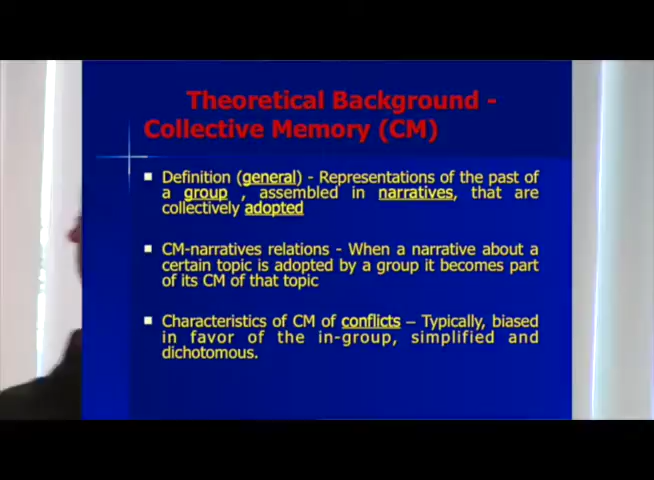 Theoretical Background -
Collective Memory (CM)
Definition (general) - Representations of the past of
a group , assembled in narratives, that are
collectively adopted
CM-narratives relations - When a narrative about a
certain topic is adopted by a group it becomes part
of its CM of that topic
Characteristics of CM of conflicts – Typically, biased
in favor of the in-group, simplified and
dichotomous.